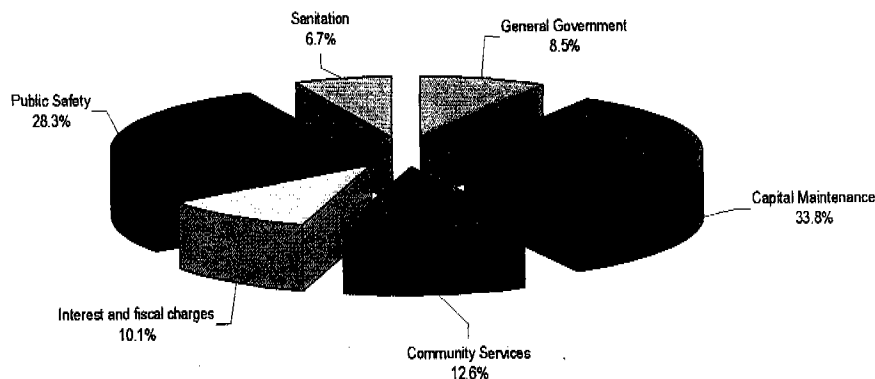 Sanitation
6.7%
General Government
8.5%
Public Safety
28.3%
Capital Maintenance
33.8%
Interest and fiscal charges
10.1%
Community Services
12.6%